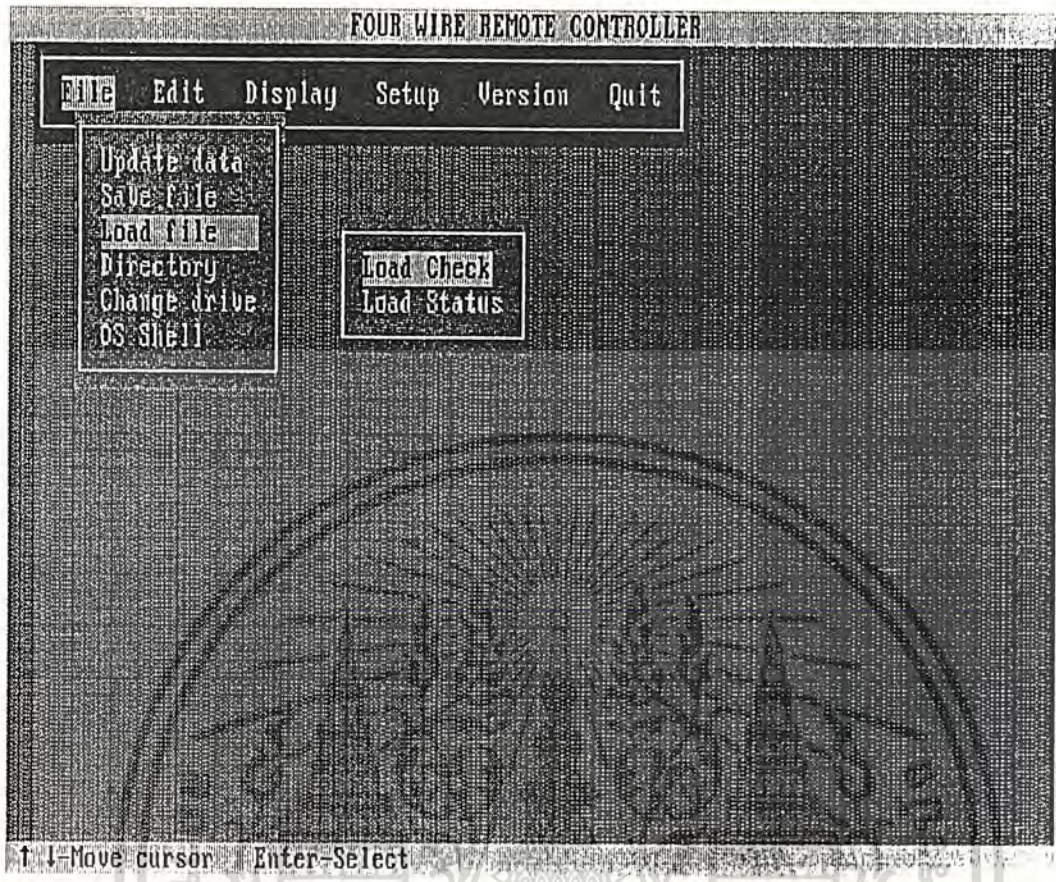 FOUR WIRE REMOTE CONTROLLER
File Edit Display Setup Version Quit
Update data
Save file
Load file
Directory
Change drive
OS Shell
Load Check
Load Status
↑ ↓-Move cursor Enter-Select